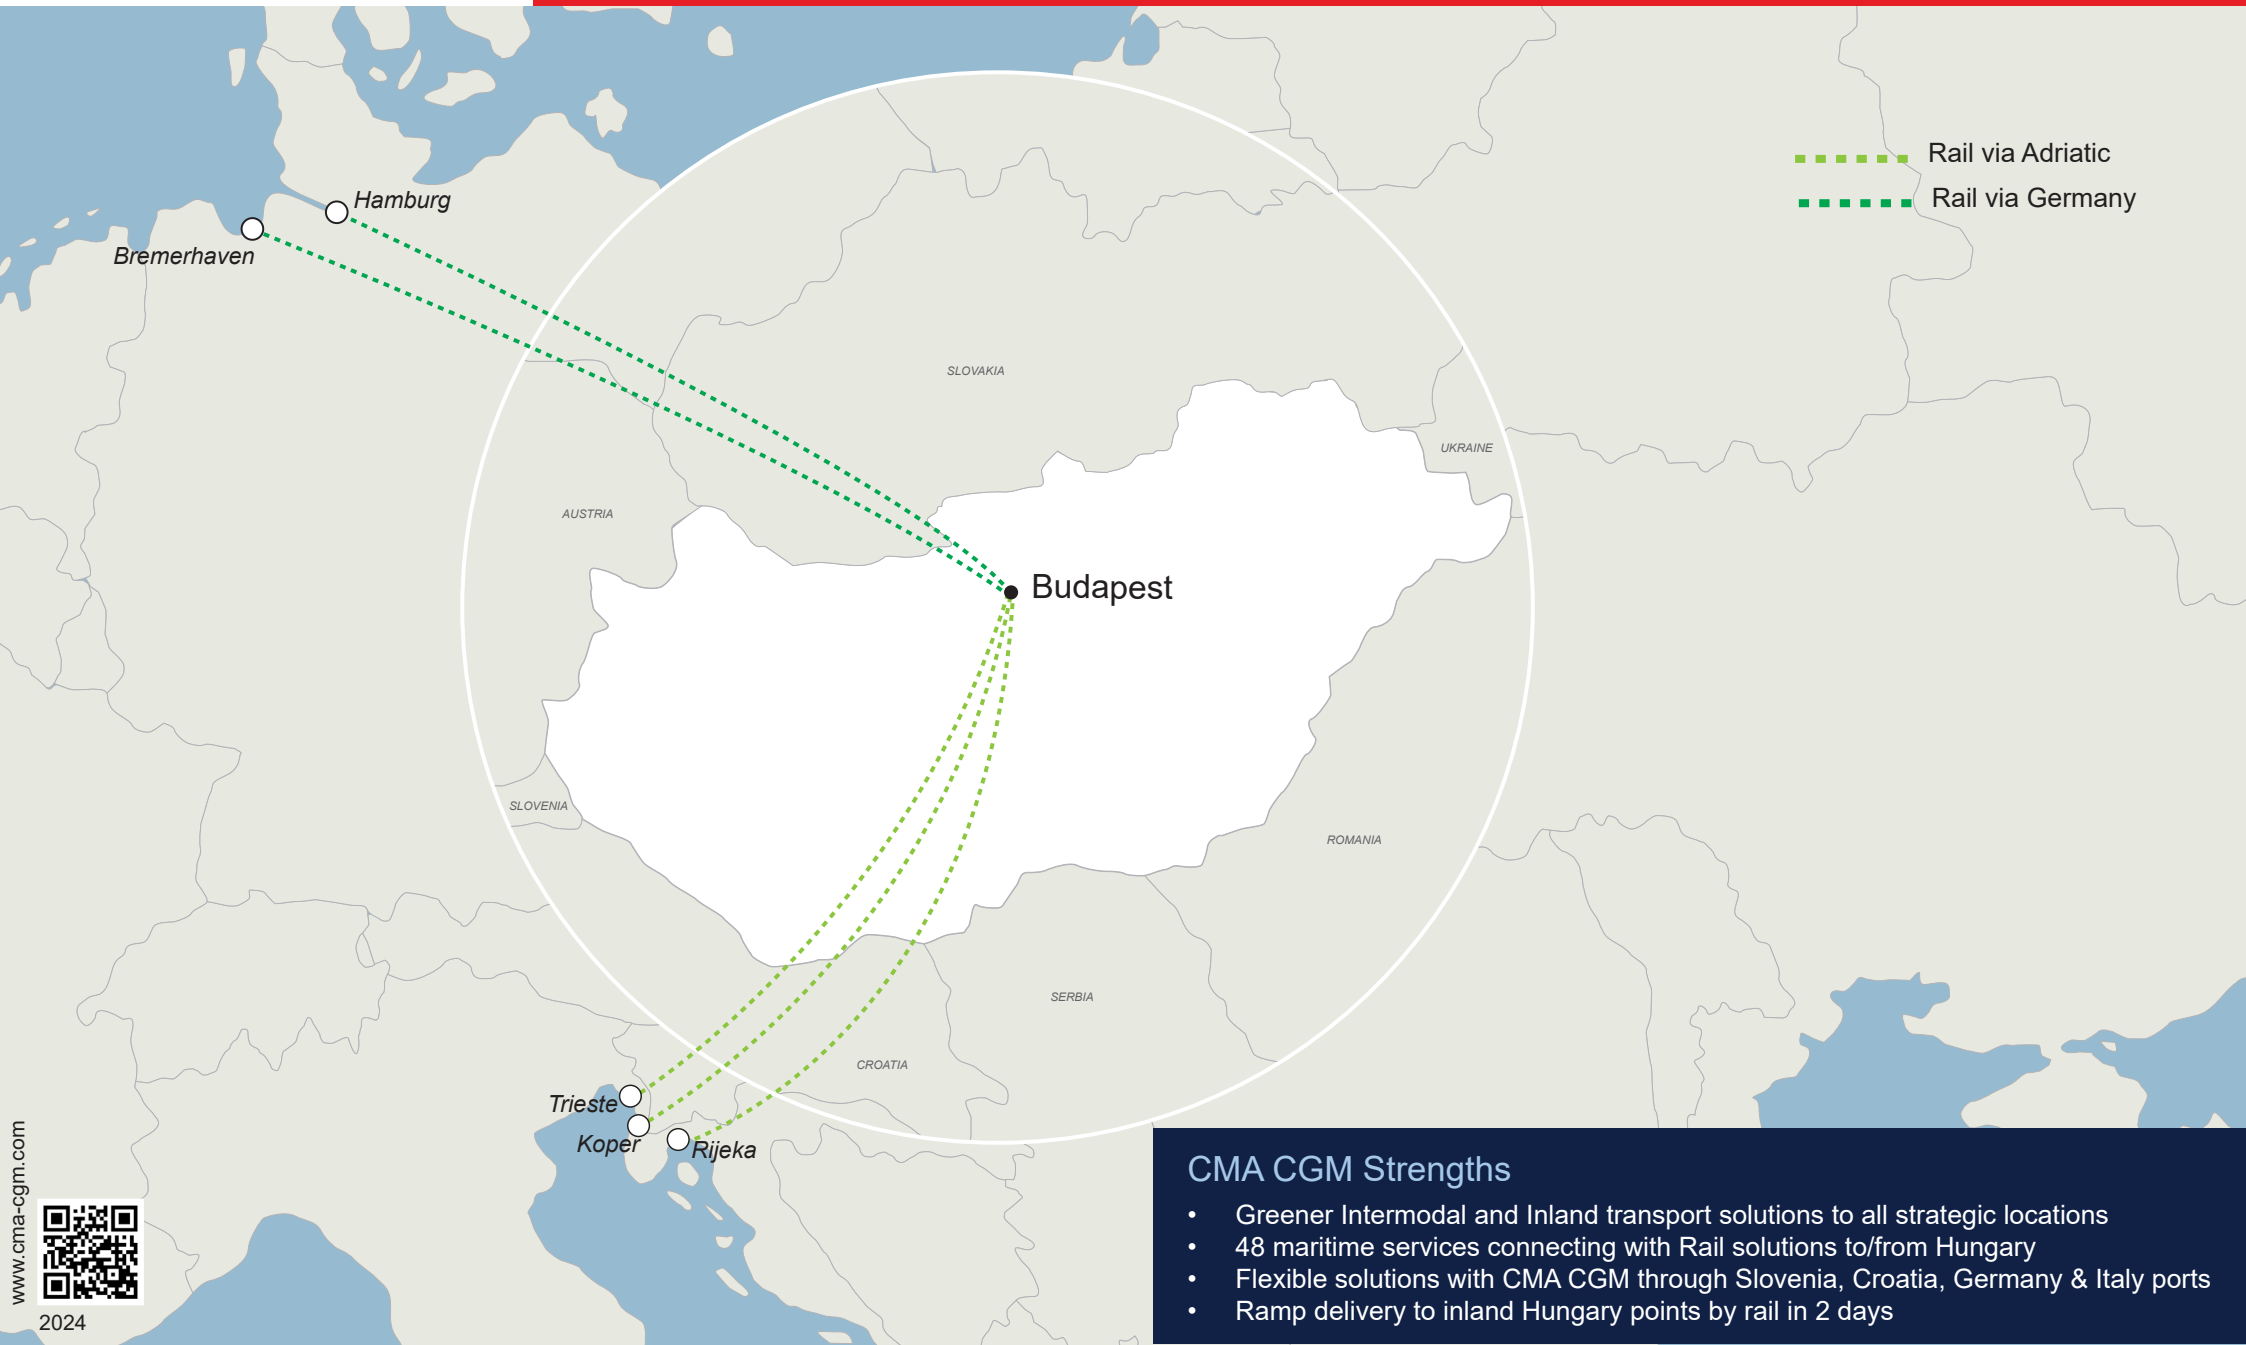 Rail via Adriatic
Rail via Germany
Hamburg
Bremerhaven
SLOVAKIA
UKRAINE
AUSTRIA
Budapest
SLOVENIA
ROMANIA
SERBIA
CROATIA
Trieste
Koper
Rijeka
www.cma-cgm.com
2024
CMA CGM Strengths
• Greener Intermodal and Inland transport solutions to all strategic locations
• 48 maritime services connecting with Rail solutions to/from Hungary
• Flexible solutions with CMA CGM through Slovenia, Croatia, Germany & Italy ports
• Ramp delivery to inland Hungary points by rail in 2 days